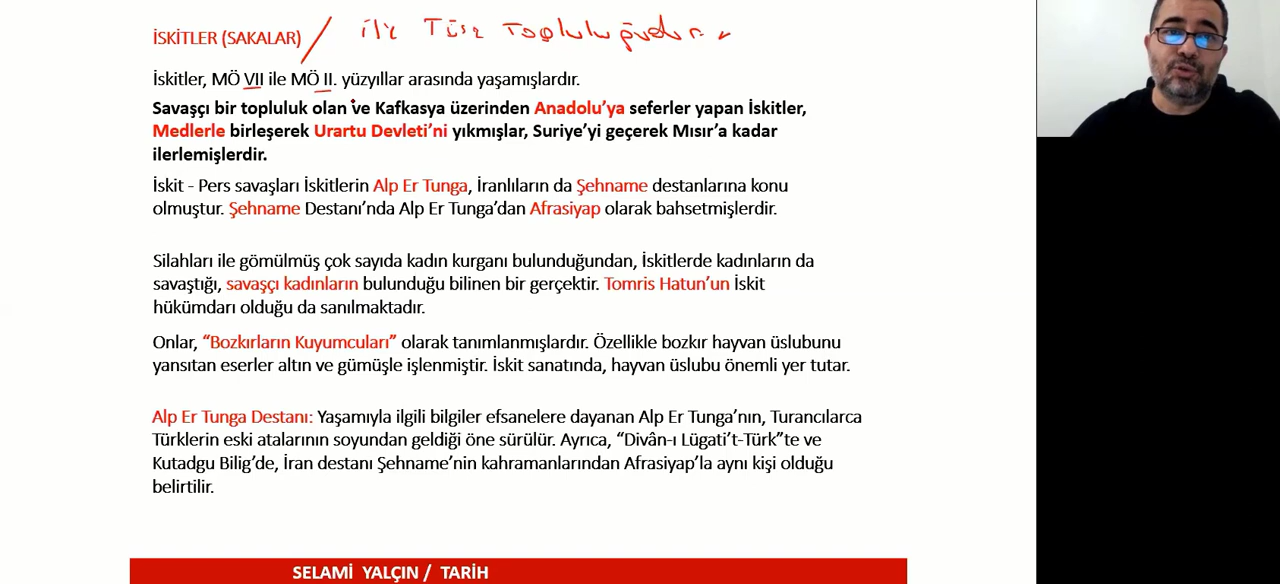 İSKİTLER (SAKALAR) / ilk Türk Topluluğudur.
İskitler, MÖ VII ile MÖ II. yüzyıllar arasında yaşamışlardır.
Savaşçı bir topluluk olan ve Kafkasya üzerinden Anadolu’ya seferler yapan İskitler,
Medlerle birleşerek Urartu Devleti’ni yıkmışlar, Suriye’yi geçerek Mısır’a kadar
ilerlemişlerdir.
İskit - Pers savaşları İskitlerin Alp Er Tunga, İranlıların da Şehname destanlarına konu
olmuştur. Şehname Destanı’nda Alp Er Tunga’dan Afrasiyap olarak bahsetmişlerdir.
Silahları ile gömülmüş çok sayıda kadın kurganı bulunduğundan, İskitlerde kadınların da
savaştığı, savaşçı kadınların bulunduğu bilinen bir gerçektir. Tomris Hatun’un İskit
hükümdarı olduğu da sanılmaktadır.
Onlar, “Bozkırların Kuyumcuları” olarak tanımlanmışlardır. Özellikle bozkır hayvan üslubunu
yansıtan eserler altın ve gümüşle işlenmiştir. İskit sanatında, hayvan üslubu önemli yer tutar.
Alp Er Tunga Destanı: Yaşamıyla ilgili bilgiler efsanelere dayanan Alp Er Tunga’nın, Turancılarca
Türklerin eski atalarının soyundan geldiği öne sürülür. Ayrıca, “Divân-ı Lügati’t-Türk”te ve
Kutadgu Bilig’de, İran destanı Şehname’nin kahramanlarından Afrasiyap’la aynı kişi olduğu
belirtilir.
SELAMİ YALÇIN / TARİH